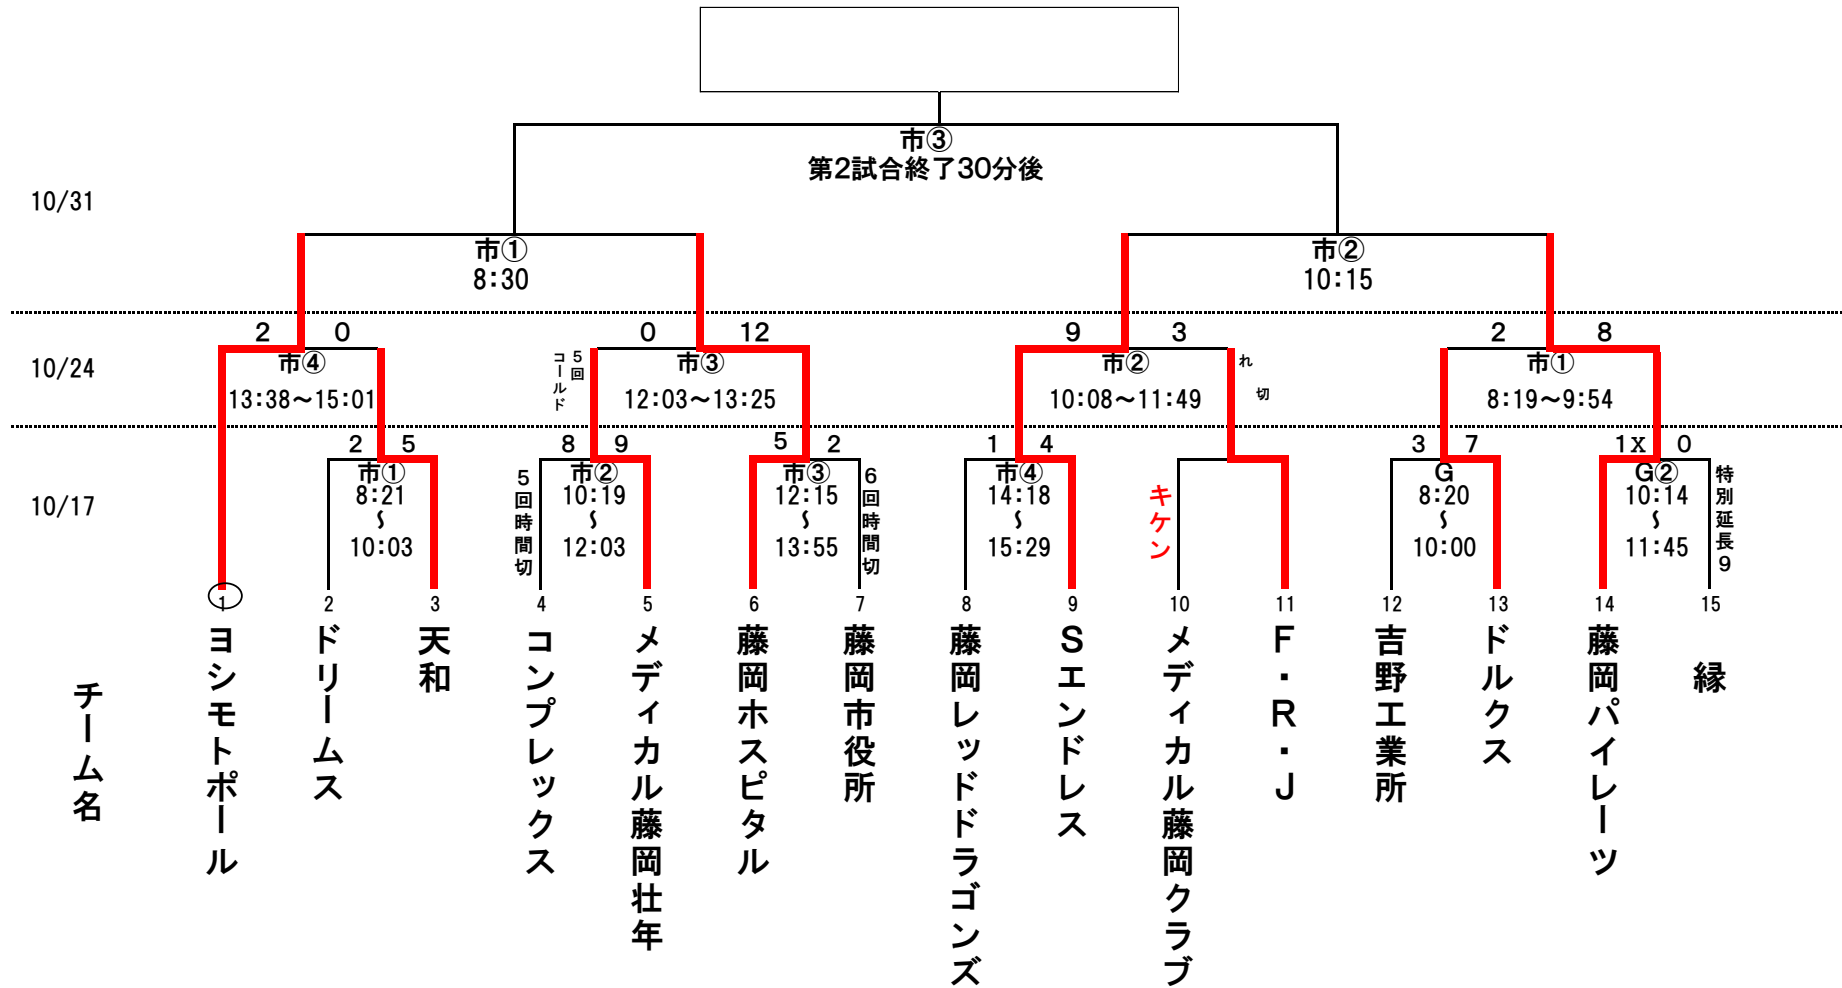 市③
第2試合終了30分後
10/31
市①
8:30
市②
10:15
2 0
0 12
9 3
2 8
10/24
市④
13:38～15:01
5回
コールド
市③
12:03～13:25
市②
10:08～11:49
れ
切
市①
8:19～9:54
2 5
8 9
5 2
1 4
3 7
1x 0
10/17
市①
8:21
～
10:03
5回時間切
市②
10:19
～
12:03
市③
12:15
～
13:55
6回時間切
市④
14:18
～
15:29
キケン
G
8:20
～
10:00
G②
10:14
～
11:45
特別延長9
1 2 3 4 5 6 7 8 9 10 11 12 13 14 15
チーム名
ヨシモトポール
ドリームス
天和
コンプレックス
メディカル藤岡壮年
藤岡ホスピタル
藤岡市役所
藤岡レッドドラゴンズ
Sエンドレス
メディカル藤岡クラブ
F・R・J
吉野工業所
ドルクス
藤岡パイレーツ
縁